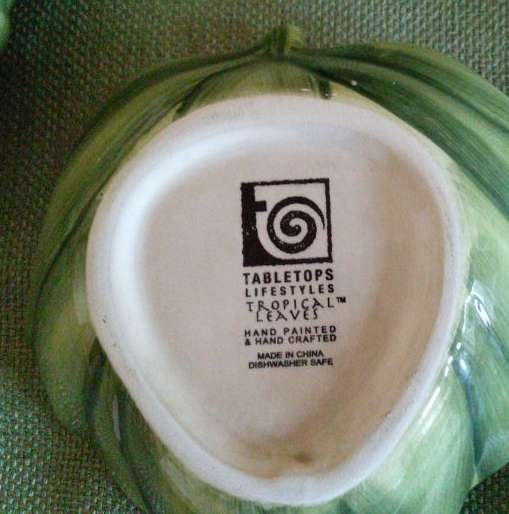 TABLETOPS
LIFESTYLES
TROPICAL™
LEAVES
HAND PAINTED
& HAND CRAFTED
MADE IN CHINA
DISHWASHER SAFE